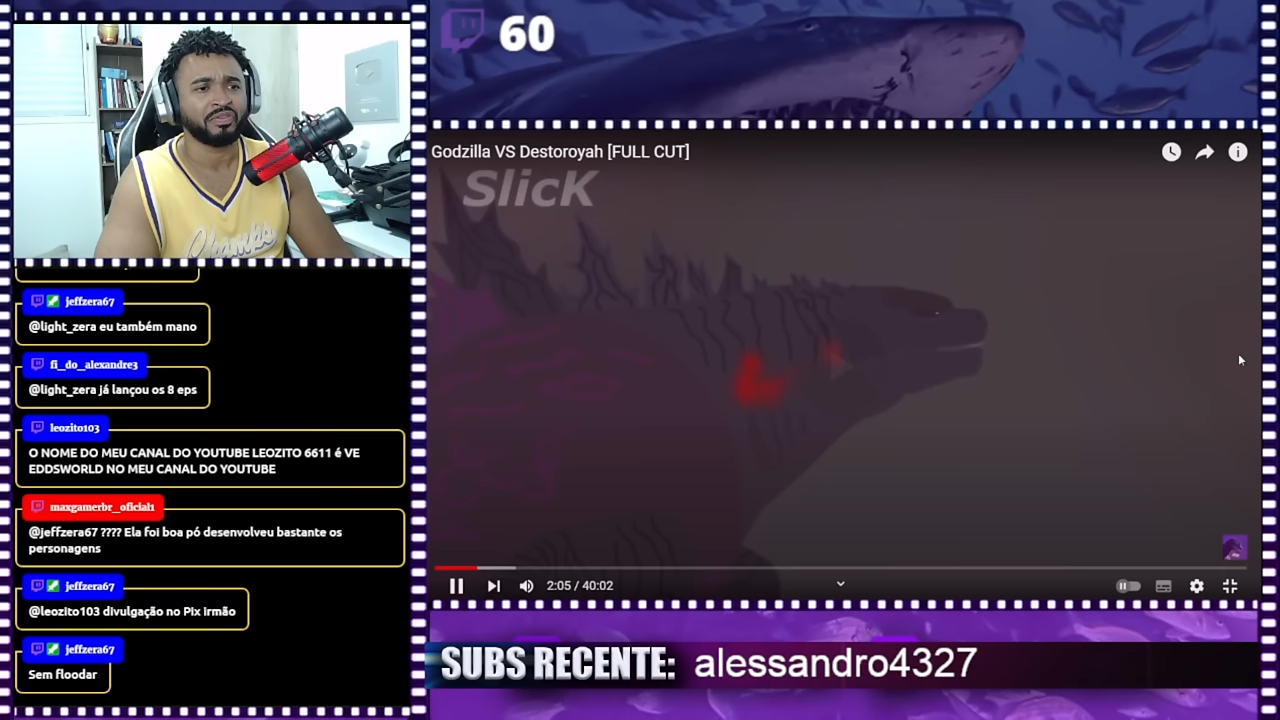 60
Godzilla VS Destoroyah [FULL CUT]
SlicK
Champs
jeffzera67
@light_zera eu também mano
fi_do_alexandre3
@light_zera já lançou os 8 eps
leozito103
O NOME DO MEU CANAL DO YOUTUBE LEOZITO 6611 é VE
EDDSWORLD NO MEU CANAL DO YOUTUBE
maxgamerbr_oficial1
@jeffzera67 ???? Ela foi boa pó desenvolveu bastante os
personagens
jeffzera67
@leozito103 divulgação no Pix irmão
jeffzera67
Sem floodar
2:05 / 40:02
SUBS RECENTE: alessandro4327